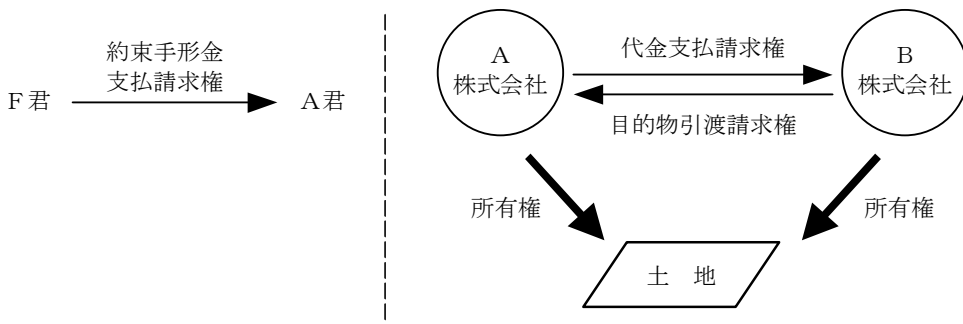 約束手形金
支払請求権
F君
A君
A
株式会社
代金支払請求権
目的物引渡請求権
B
株式会社
所有権
所有権
土 地